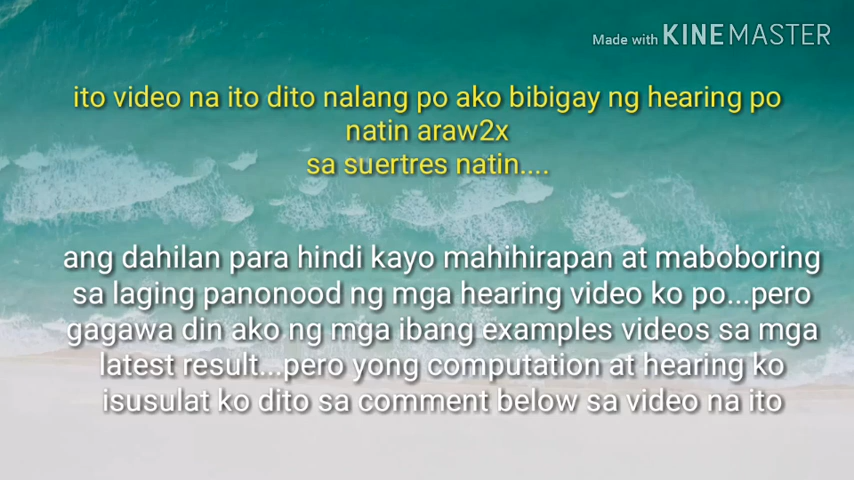 Made with KINEMASTER
ito video na ito dito nalang po ako bibigay ng hearing po
natin araw2x
sa suertres natin....
ang dahilan para hindi kayo mahihirapan at maboboring
sa laging panonood ng mga hearing video ko po...pero
gagawa din ako ng mga ibang examples videos sa mga
latest result...pero yong computation at hearing ko
isusulat ko dito sa comment below sa video na ito